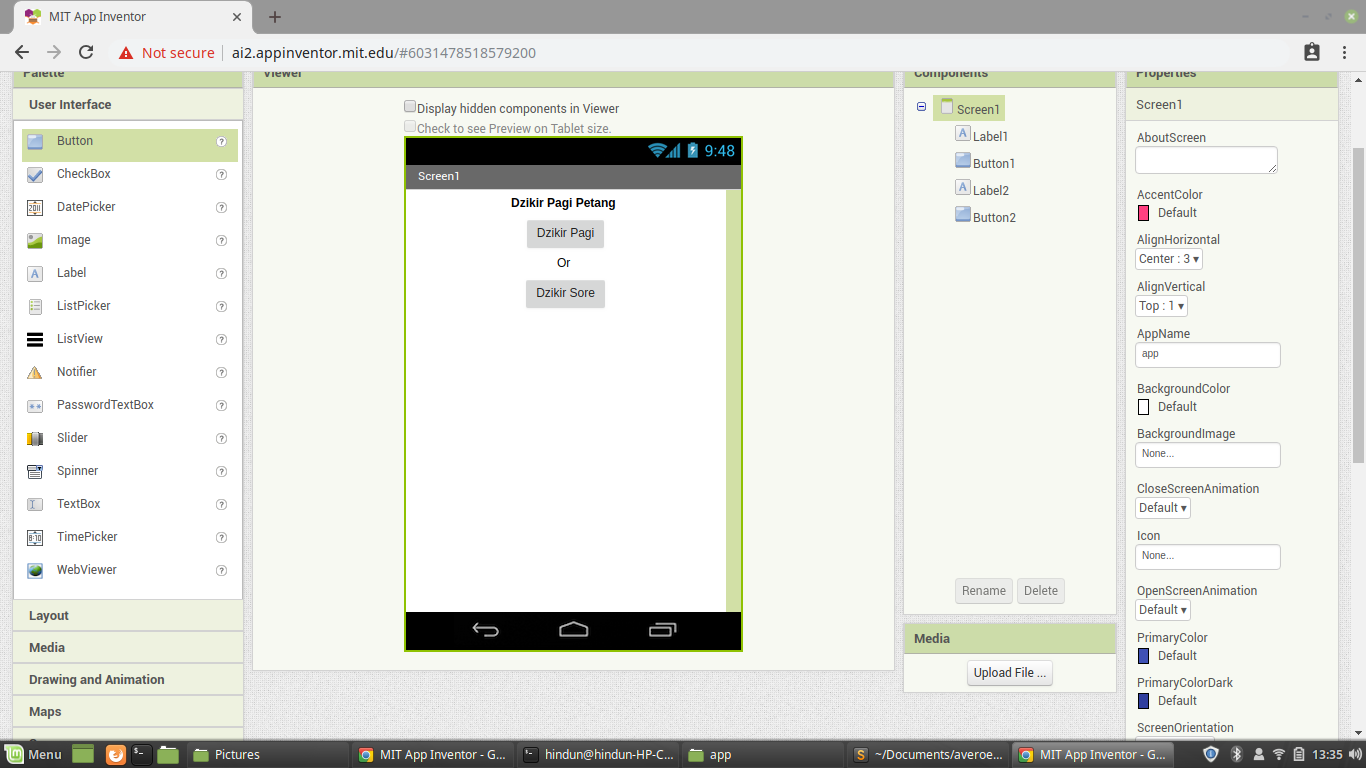 MIT App Inventor
Not secure
ai2.appinventor.mit.edu/#6031478518579200
Palette
User Interface
Button
CheckBox
DatePicker
Image
Label
ListPicker
ListView
Notifier
PasswordTextBox
Slider
Spinner
TextBox
TimePicker
WebViewer
Layout
Media
Drawing and Animation
Maps
Viewer
Display hidden components in Viewer
Check to see Preview on Tablet size.
9:48
Screen1
Dzikir Pagi Petang
Dzikir Pagi
Or
Dzikir Sore
Components
Screen1
Label1
Button1
Label2
Button2
Rename
Delete
Media
Upload File ...
Properties
Screen1
AboutScreen
AccentColor
Default
AlignHorizontal
Center : 3 ▾
AlignVertical
Top : 1 ▾
AppName
app
BackgroundColor
Default
BackgroundImage
None...
CloseScreenAnimation
Default ▾
Icon
None...
OpenScreenAnimation
Default ▾
PrimaryColor
Default
PrimaryColorDark
Default
ScreenOrientation
Menu
Pictures
MIT App Inventor - G...
hindun@hindun-HP-C...
app
~/Documents/averoe...
MIT App Inventor - G...
13:35